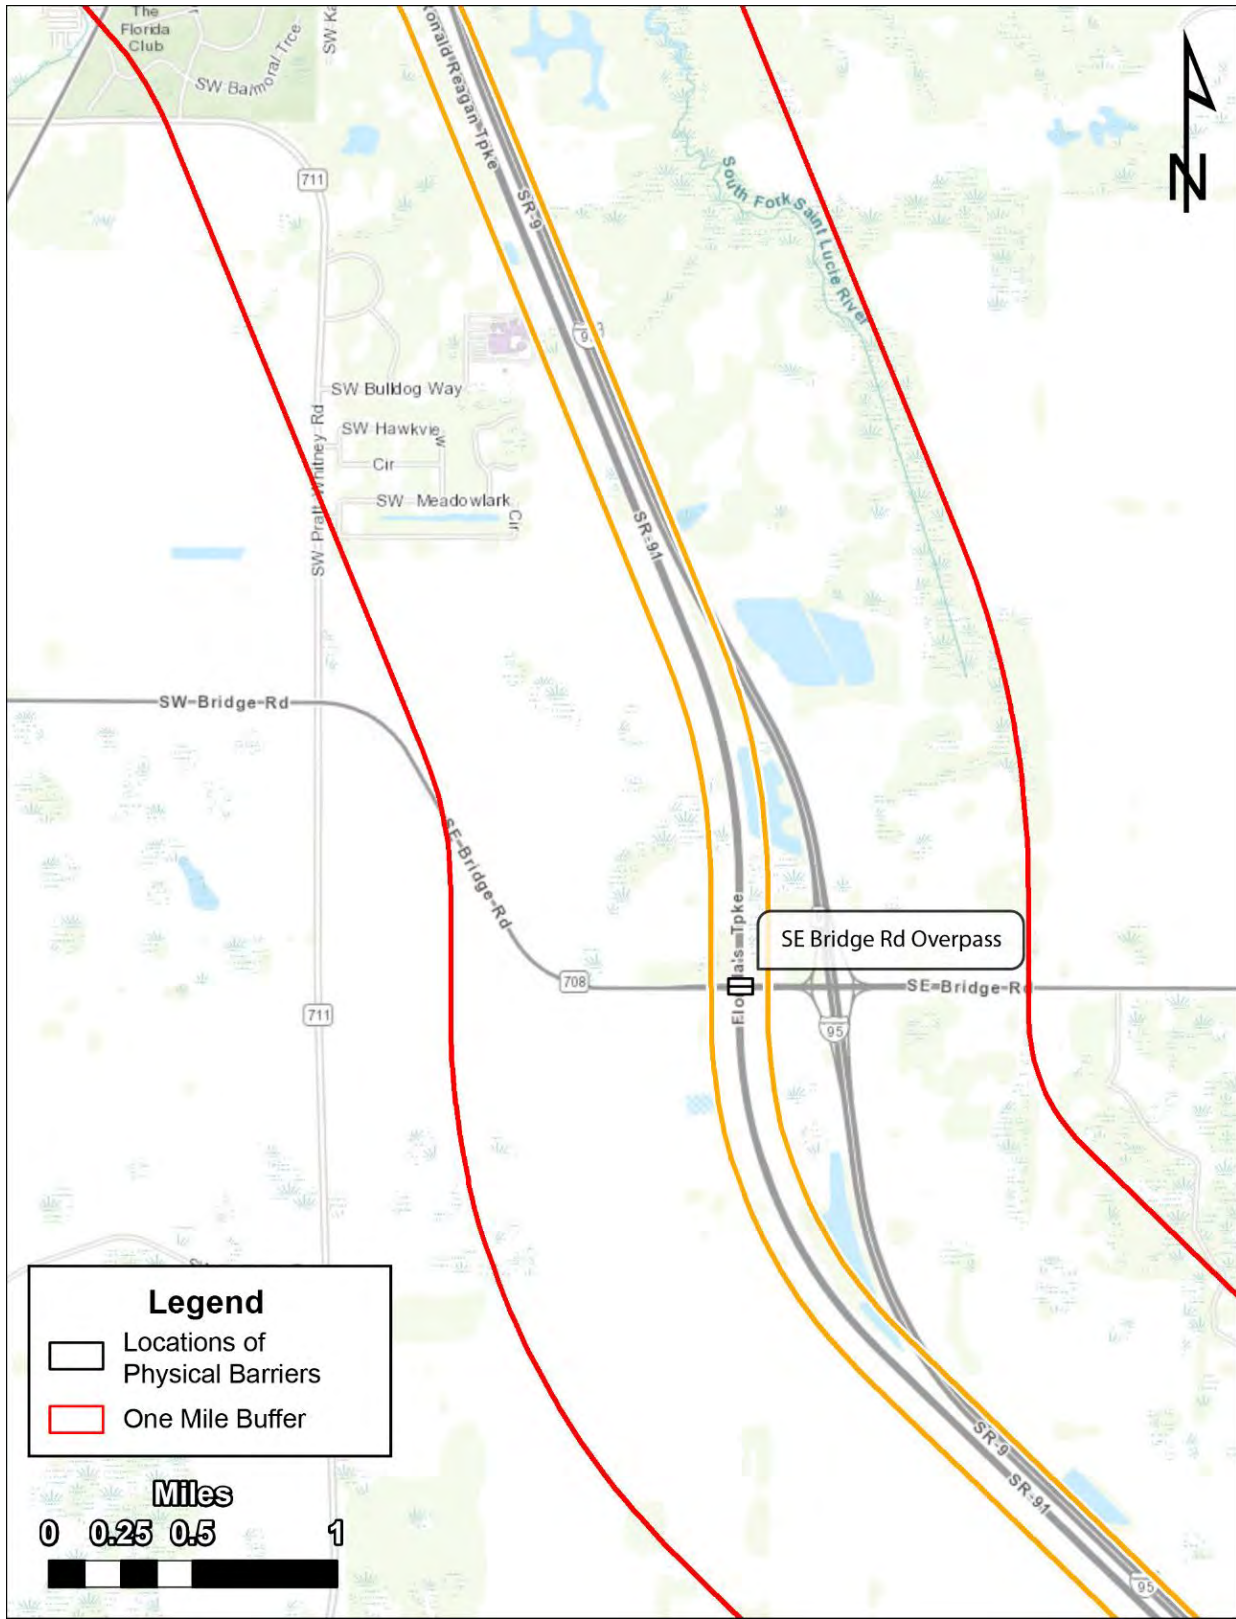 The
Florida
Club
SW Balmoral Trce
SW Ka
Ronald Reagan Tpke
N
711
SR-9
South Fork Saint Lucie River
SW Bulldog Way
SW Hawkvie
w
Cir
SW Meadowlark
Cir
SW Pratt Whitney Rd
SR-91
SW-Bridge-Rd
SE-Bridge-Rd
SE Bridge Rd Overpass
708
SE-Bridge-Rd
711
95
Legend
Locations of
Physical Barriers
One Mile Buffer
Miles
0 0.25 0.5 1
SR-9
SR-91
95